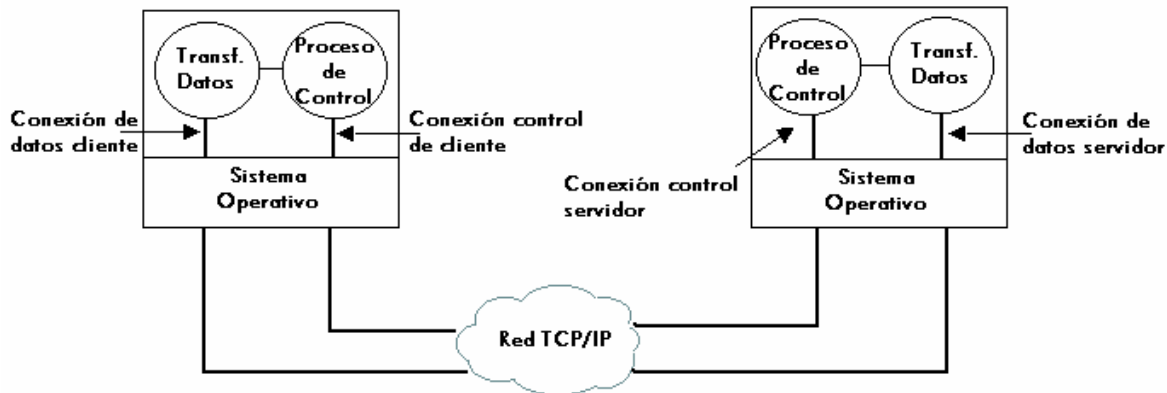 Transf.
Datos
Proceso
de
Control
Conexión de
datos cliente
Conexión control
de cliente
Sistema
Operativo
Proceso
de
Control
Transf.
Datos
Conexión control
servidor
Conexión de
datos servidor
Sistema
Operativo
Red TCP/IP